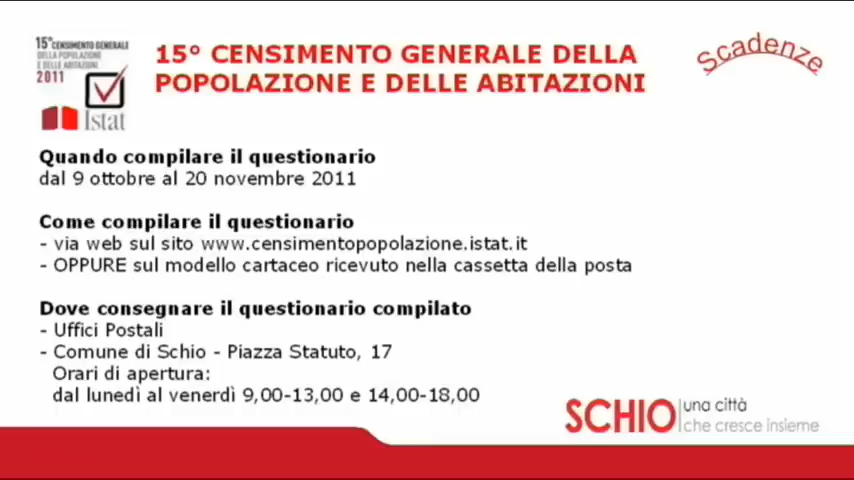 15° CENSIMENTO GENERALE
DELLA POPOLAZIONE
E DELLE ABITAZIONI
2011
Istat
15° CENSIMENTO GENERALE DELLA
POPOLAZIONE E DELLE ABITAZIONI
Scadenze
Quando compilare il questionario
dal 9 ottobre al 20 novembre 2011
Come compilare il questionario
- via web sul sito www.censimentopopolazione.istat.it
- OPPURE sul modello cartaceo ricevuto nella cassetta della posta
Dove consegnare il questionario compilato
- Uffici Postali
- Comune di Schio - Piazza Statuto, 17
Orari di apertura:
dal lunedì al venerdì 9,00-13,00 e 14,00-18,00
SCHIO
una città
che cresce insieme